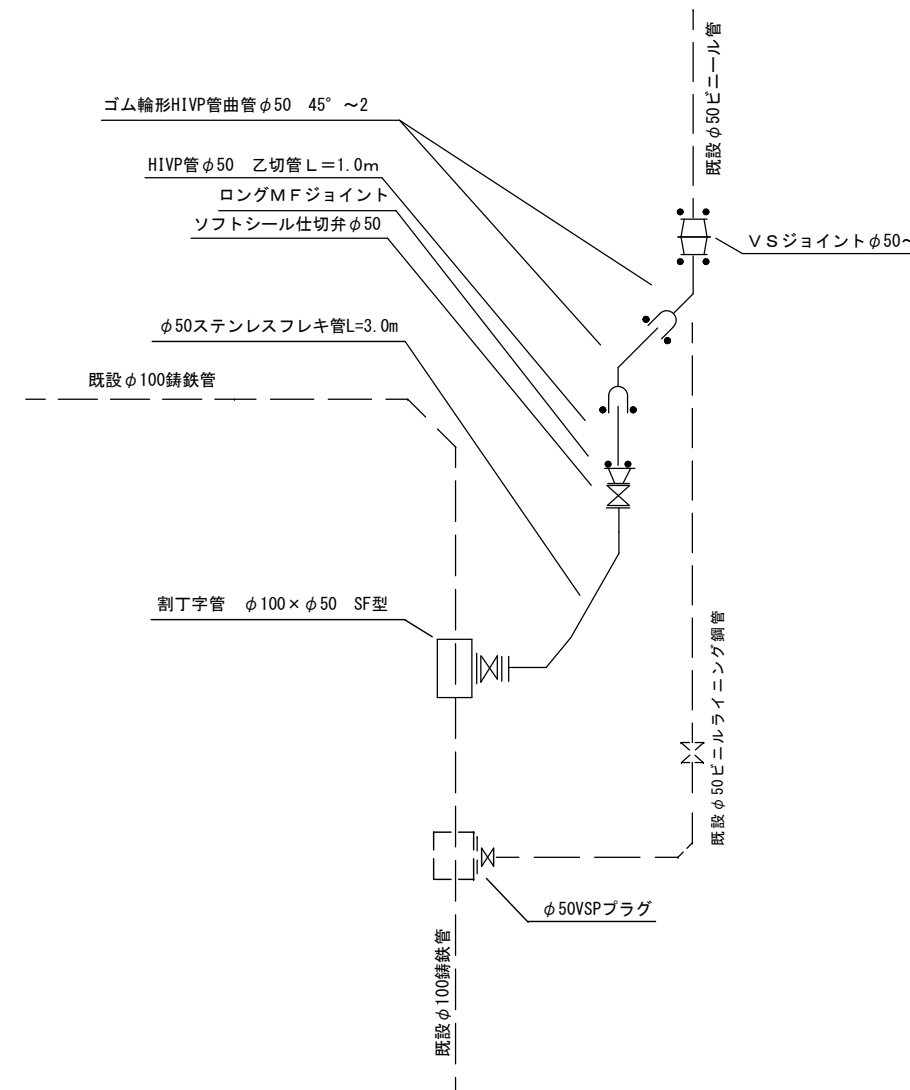 既設φ50ビニール管
ゴム輪形HIVP管曲管φ50 45° ～2
HIVP管φ50 乙切管Ｌ＝1.0ｍ
ロングＭＦジョイント
ソフトシール仕切弁φ50
ＶＳジョイントφ50～
φ50ステンレスフレキ管L=3.0m
既設φ100鋳鉄管
割丁字管 φ100×φ50 SF型
既設φ50ビニルライニング鋼管
φ50VSPプラグ
既設φ100鋳鉄管